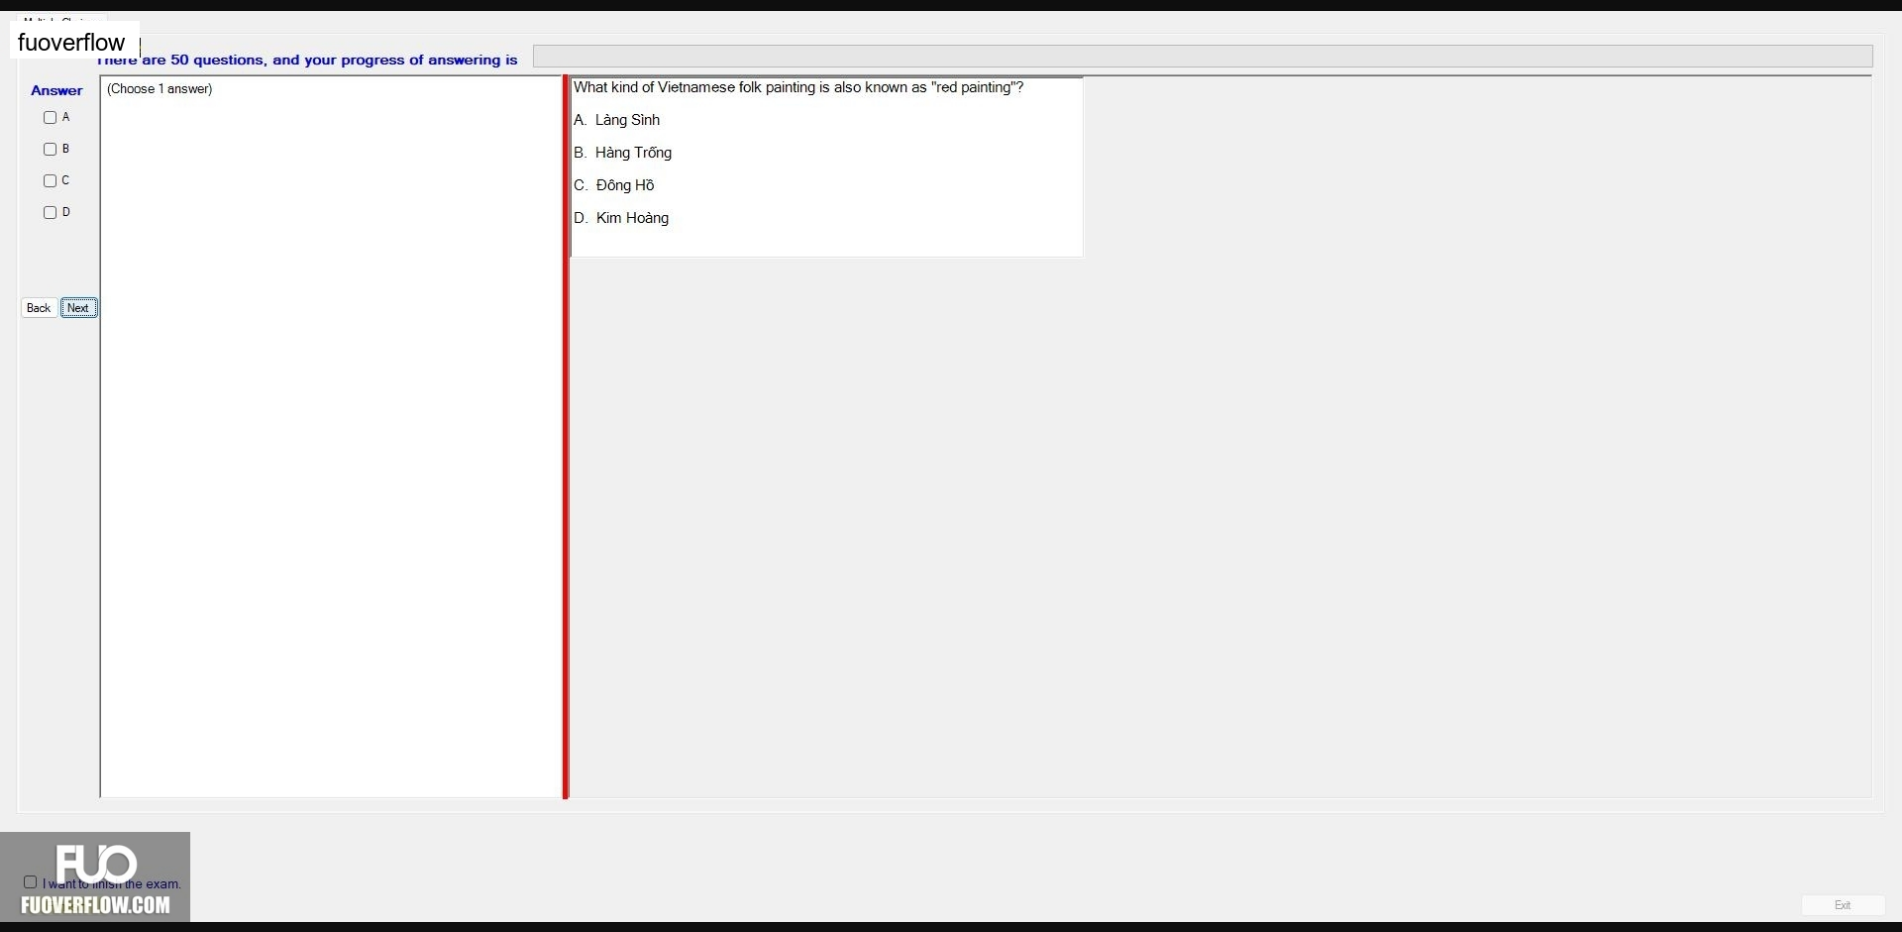 fuoverflow
There are 50 questions, and your progress of answering is
Answer
A
B
C
D
Back Next
(Choose 1 answer)
What kind of Vietnamese folk painting is also known as "red painting"?
A. Làng Sình
B. Hàng Trống
C. Đông Hồ
D. Kim Hoàng
FUO
I want to finish the exam.
FUOVERFLOW.COM
Exit